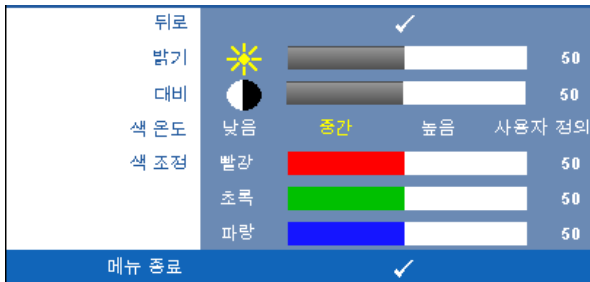 뒤로
밝기 50
대비 50
색 온도 낮음 중간 높음 사용자 정의
색 조정 빨강 50
초록 50
파랑 50
메뉴 종료